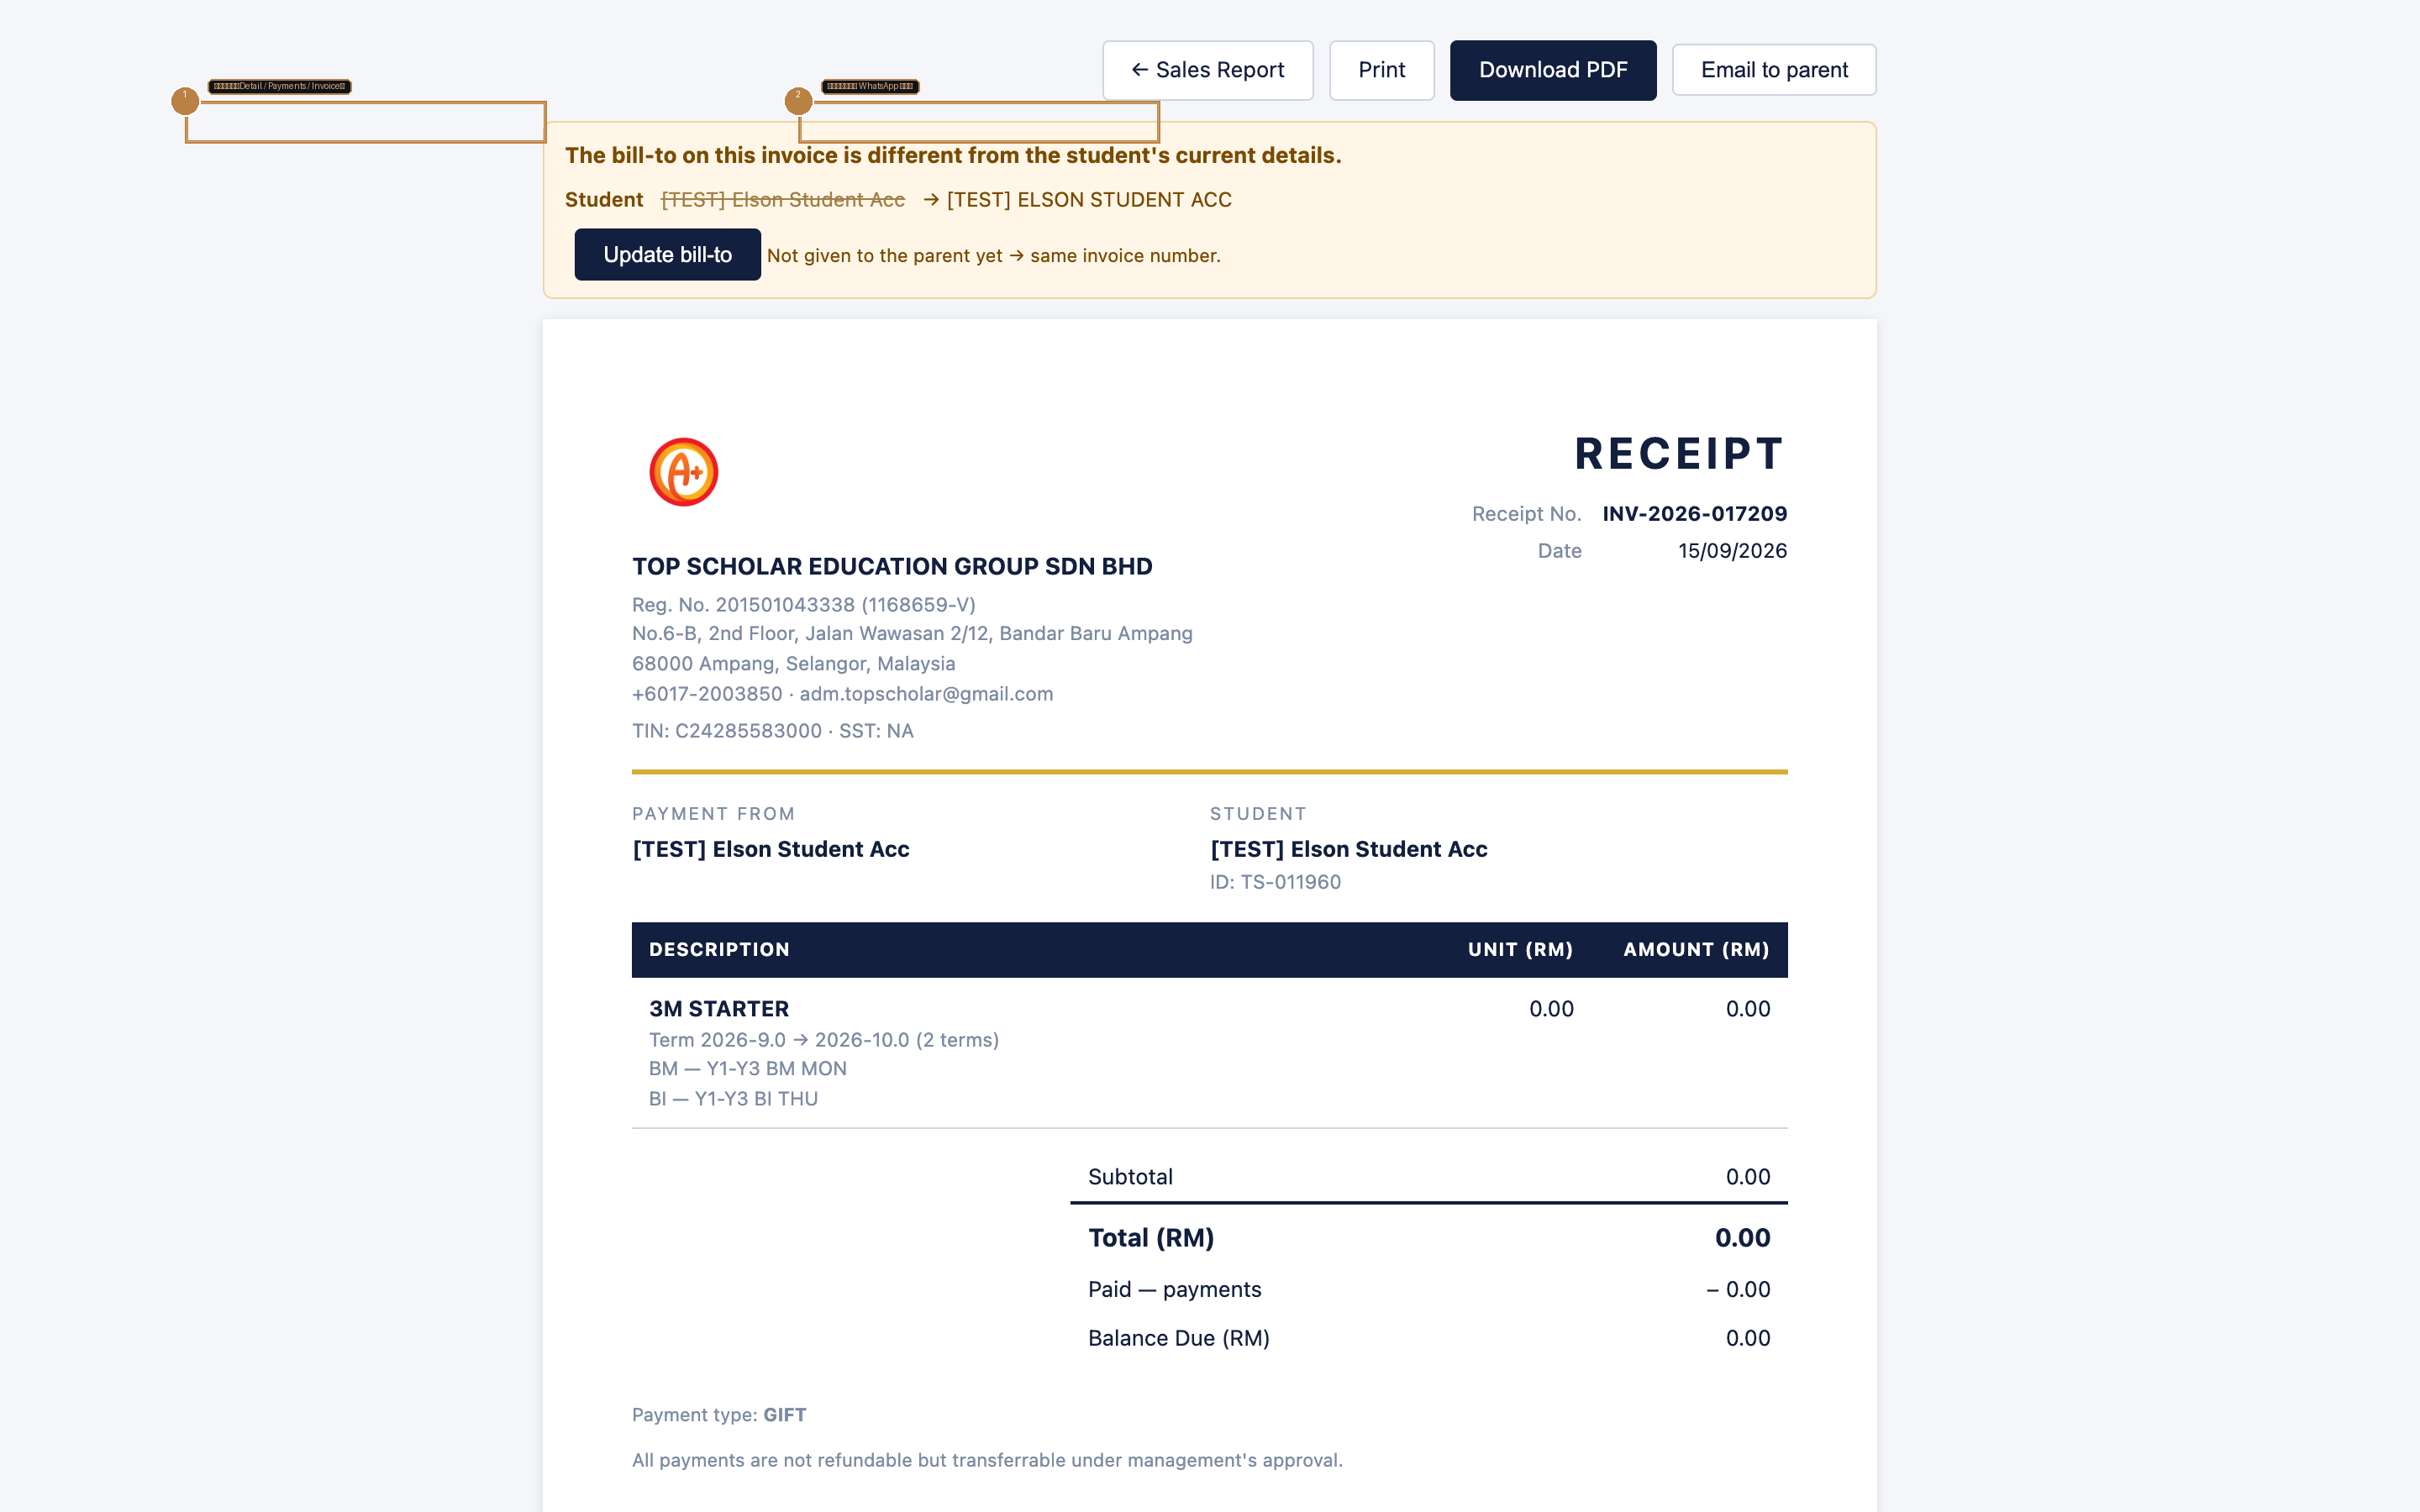 ← Sales Report
Print
Download PDF
Email to parent
1
Detail / Payments / Invoice
2
WhatsApp
The bill-to on this invoice is different from the student's current details.
Student [TEST] Elson Student Acc → [TEST] ELSON STUDENT ACC
Update bill-to Not given to the parent yet → same invoice number.
A+
RECEIPT
Receipt No. INV-2026-017209
Date 15/09/2026
TOP SCHOLAR EDUCATION GROUP SDN BHD
Reg. No. 201501043338 (1168659-V)
No.6-B, 2nd Floor, Jalan Wawasan 2/12, Bandar Baru Ampang
68000 Ampang, Selangor, Malaysia
+6017-2003850 · adm.topscholar@gmail.com
TIN: C24285583000 · SST: NA
PAYMENT FROM
[TEST] Elson Student Acc
STUDENT
[TEST] Elson Student Acc
ID: TS-011960
DESCRIPTION UNIT (RM) AMOUNT (RM)
3M STARTER 0.00 0.00
Term 2026-9.0 → 2026-10.0 (2 terms)
BM — Y1-Y3 BM MON
BI — Y1-Y3 BI THU
Subtotal 0.00
Total (RM) 0.00
Paid — payments – 0.00
Balance Due (RM) 0.00
Payment type: GIFT
All payments are not refundable but transferrable under management's approval.